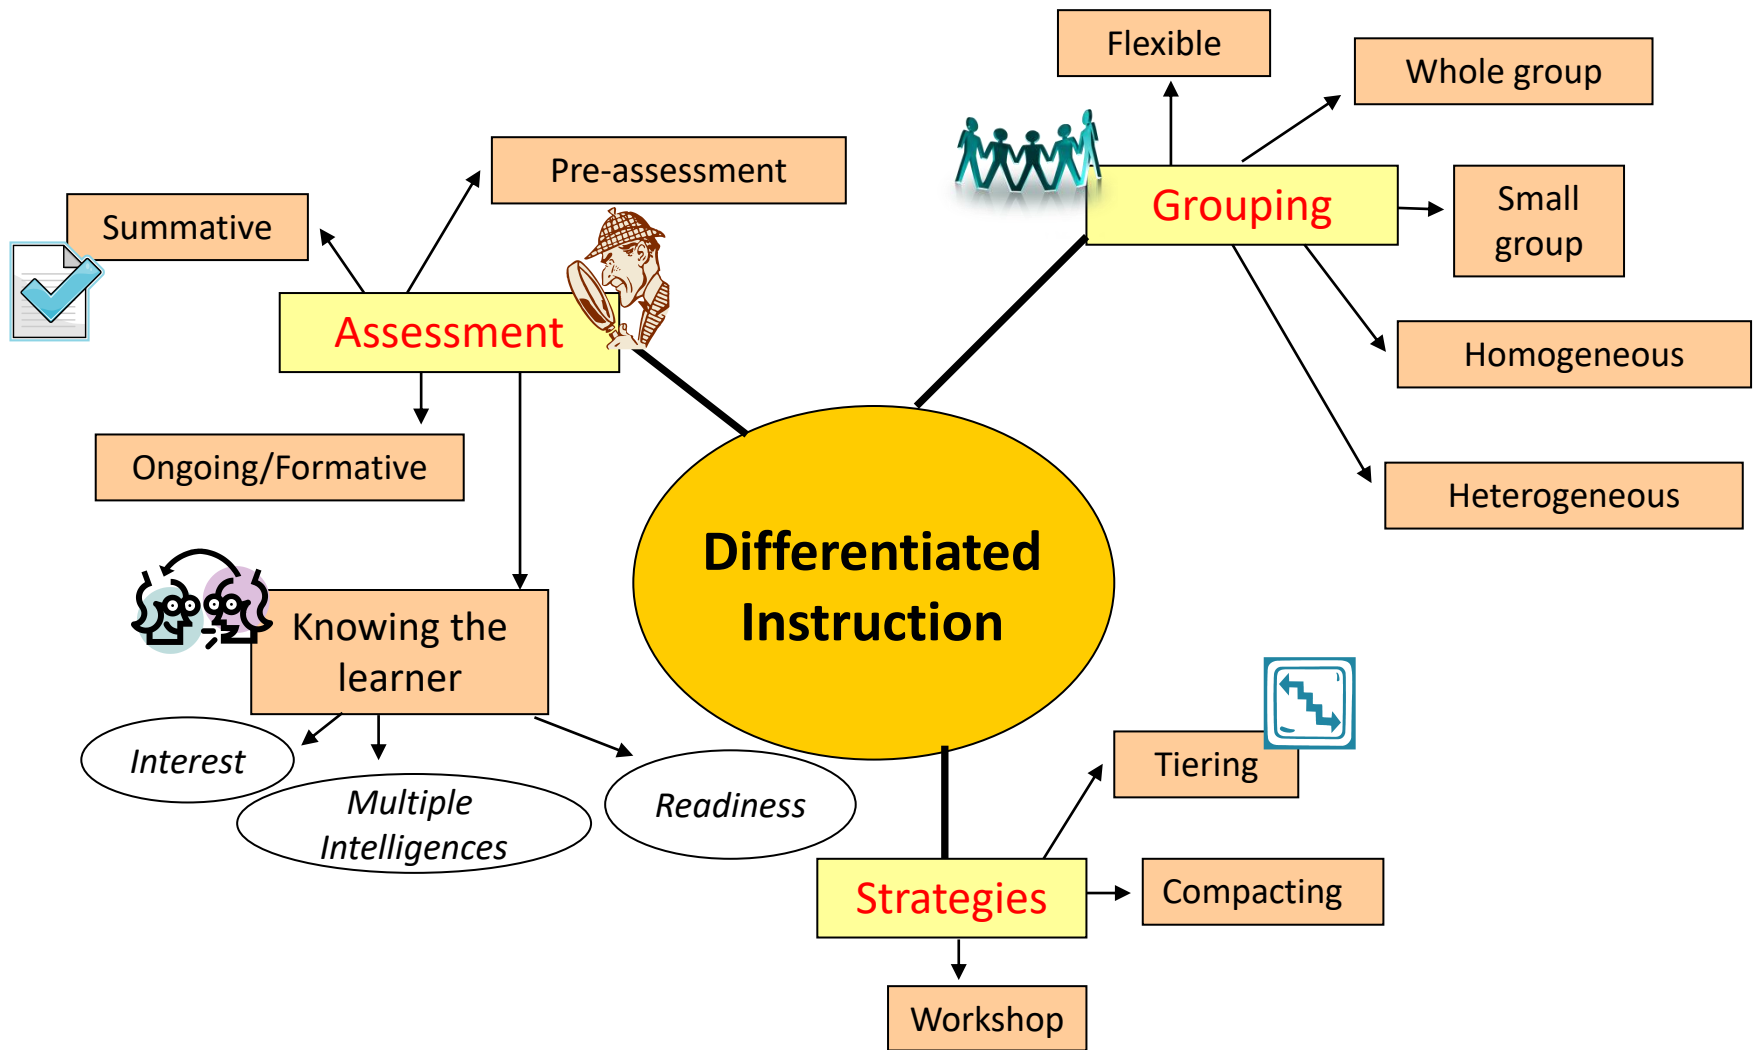 Flexible
Whole group
Pre-assessment
Summative
Grouping
Small
group
Assessment
Homogeneous
Ongoing/Formative
Heterogeneous
Differentiated
Instruction
Knowing the
learner
Interest
Multiple
Intelligences
Readiness
Tiering
Strategies
Compacting
Workshop